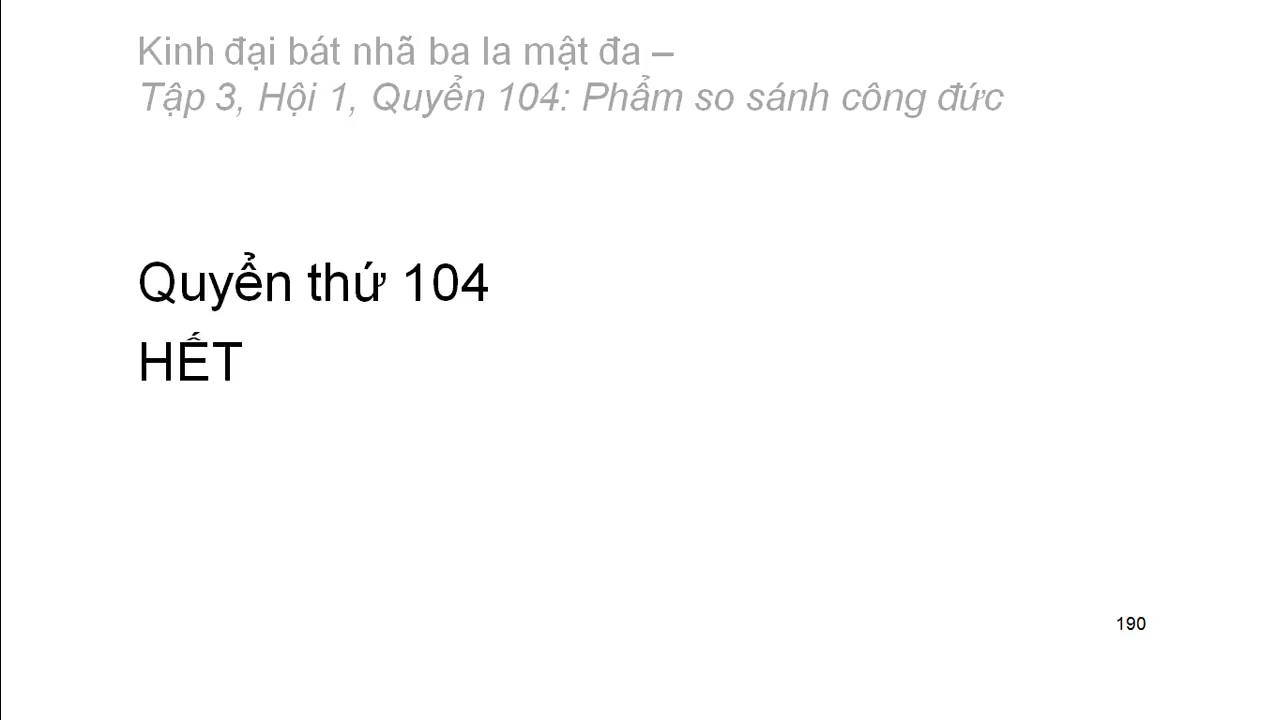 Kinh đại bát nhã ba la mật đa –
Tập 3, Hội 1, Quyển 104: Phẩm so sánh công đức
Quyển thứ 104
HẾT
190